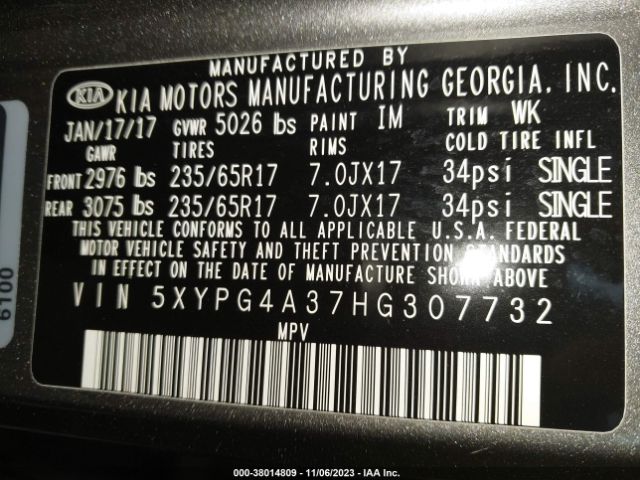 MANUFACTURED BY
KIA KIA MOTORS MANUFACTURING GEORGIA, INC.
JAN/17/17 GVWR 5026 lbs PAINT IM TRIM WK
GAWR TIRES RIMS COLD TIRE INFL
FRONT 2976 lbs 235/65R17 7.0JX17 34psi SINGLE
REAR 3075 lbs 235/65R17 7.0JX17 34psi SINGLE
THIS VEHICLE CONFORMS TO ALL APPLICABLE U.S.A. FEDERAL
MOTOR VEHICLE SAFETY AND THEFT PREVENTION STANDARDS
IN EFFECT ON THE DATE OF MANUFACTURE SHOWN ABOVE
VIN 5XYPG4A37HG307732
MPV
6100
000-38014809 - 11/06/2023 - IAA Inc.